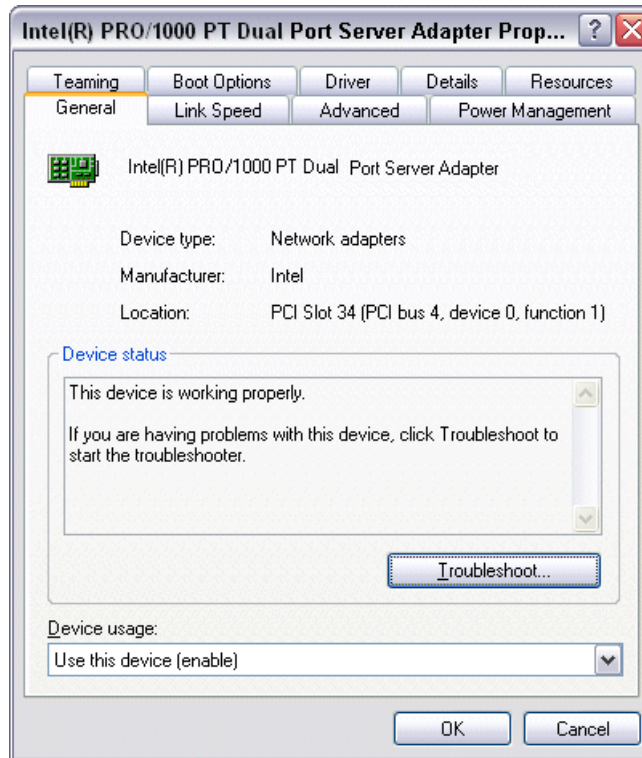 Intel(R) PRO/1000 PT Dual Port Server Adapter Prop... ?
Teaming Boot Options Driver Details Resources
General Link Speed Advanced Power Management
Intel(R) PRO/1000 PT Dual Port Server Adapter
Device type: Network adapters
Manufacturer: Intel
Location: PCI Slot 34 (PCI bus 4, device 0, function 1)
Device status
This device is working properly.
If you are having problems with this device, click Troubleshoot to
start the troubleshooter.
Troubleshoot...
Device usage:
Use this device (enable)
OK Cancel